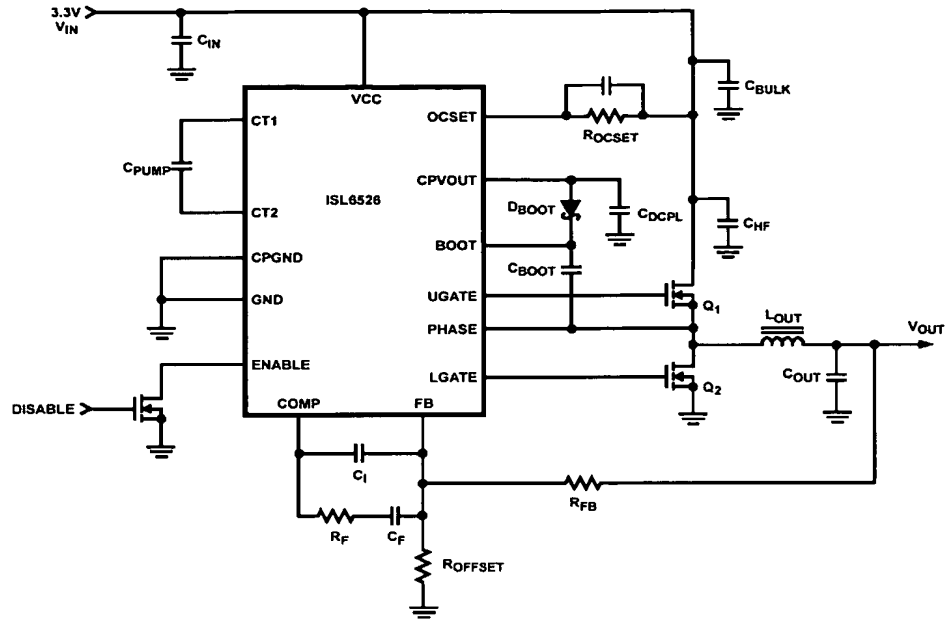 3.3V
VIN
CIN
CBULK
VCC
CT1
OCSET
ROCSET
CPUMP
CPVOUT
ISL6526
DBOOT
CDCPL
CT2
CHF
BOOT
CPGND
CBOOT
GND
UGATE
Q1
PHASE
LOUT
VOUT
ENABLE
LGATE
Q2
COUT
DISABLE
COMP
FB
CI
RFB
RF
CF
ROFFSET